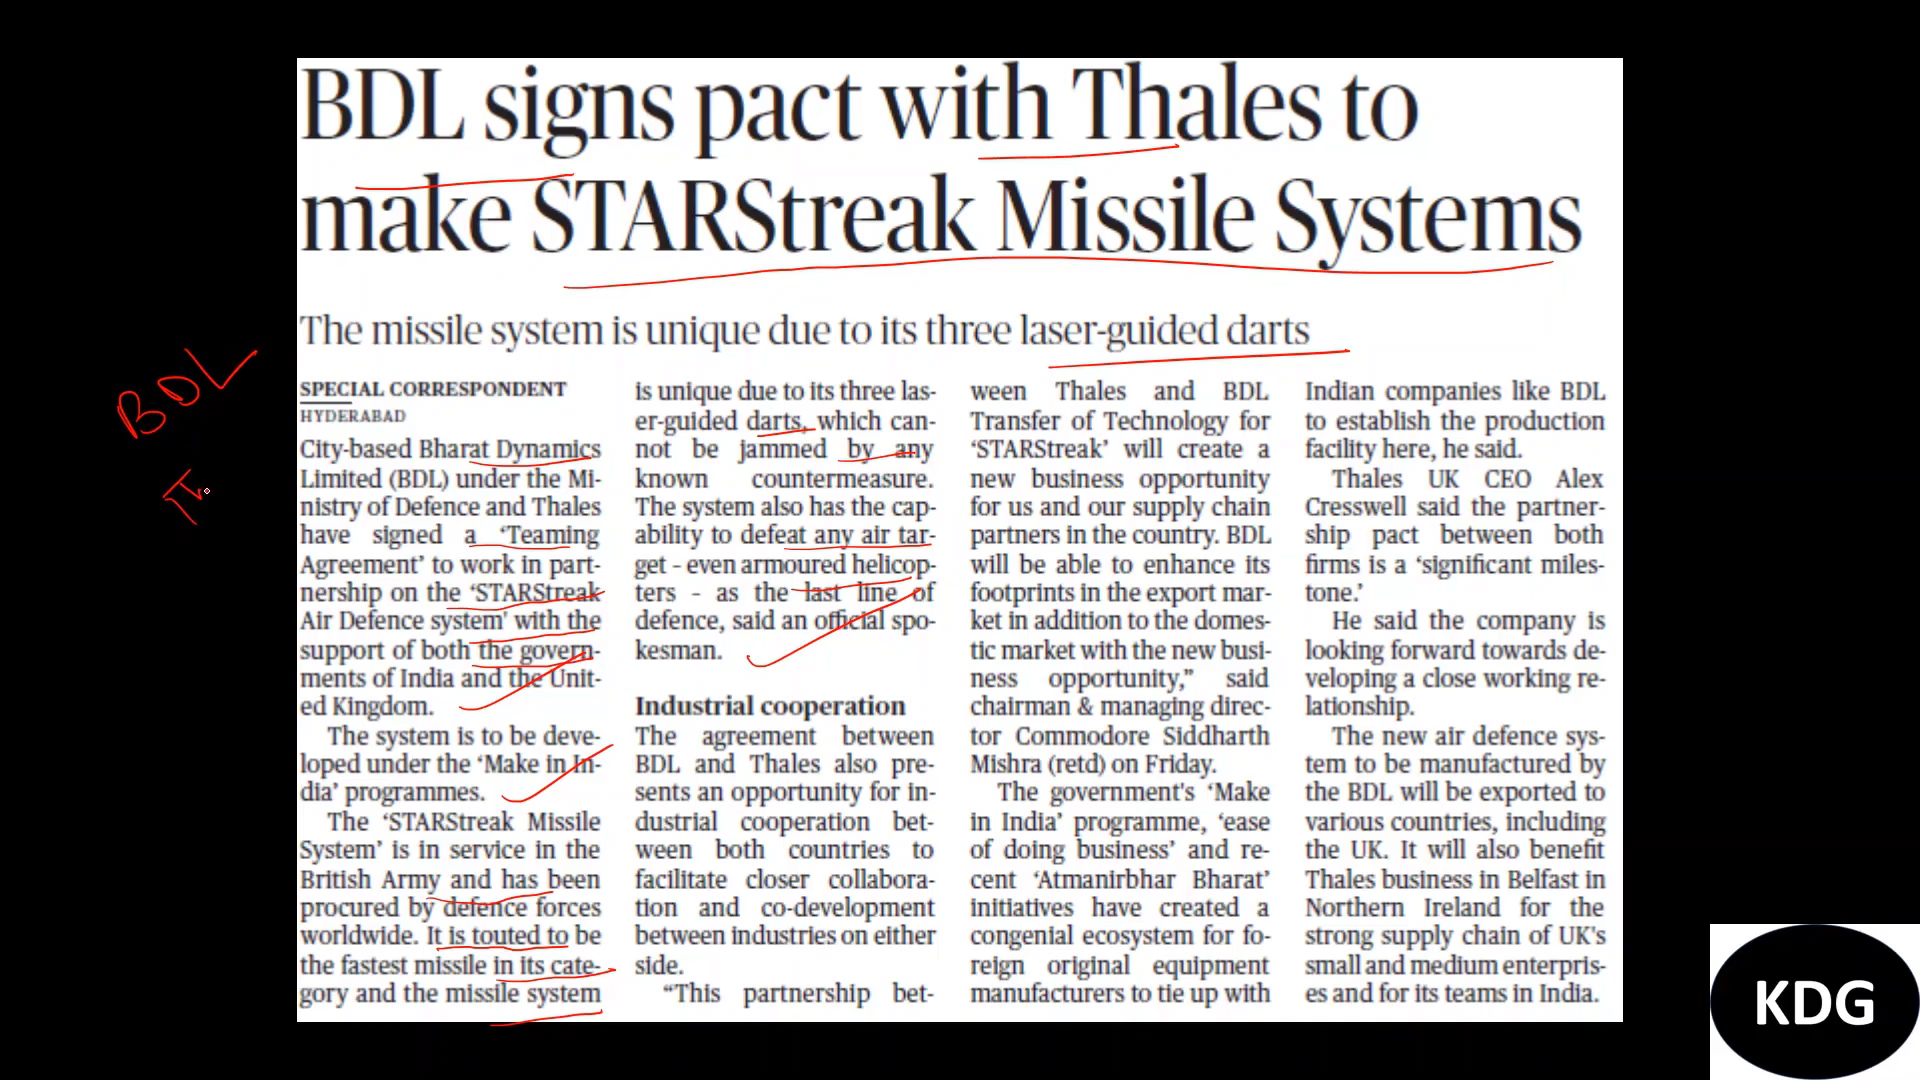 BDL signs pact with Thales to
make STARStreak Missile Systems
The missile system is unique due to its three laser-guided darts
BDL
SPECIAL CORRESPONDENT
HYDERABAD
City-based Bharat Dynamics
Limited (BDL) under the Mi-
nistry of Defence and Thales
have signed a ‘Teaming
Agreement’ to work in part-
nership on the ‘STARStreak
Air Defence system’ with the
support of both the govern-
ments of India and the Unit-
ed Kingdom.
The system is to be deve-
loped under the ‘Make in In-
dia’ programmes.
The ‘STARStreak Missile
System’ is in service in the
British Army and has been
procured by defence forces
worldwide. It is touted to be
the fastest missile in its cate-
gory and the missile system
is unique due to its three las-
er-guided darts, which can-
not be jammed by any
known countermeasure.
The system also has the cap-
ability to defeat any air tar-
get - even armoured helicop-
ters - as the last line of
defence, said an official spo-
kesman.
Industrial cooperation
The agreement between
BDL and Thales also pre-
sents an opportunity for in-
dustrial cooperation bet-
ween both countries to
facilitate closer collabora-
tion and co-development
between industries on either
side.
“This partnership bet-
ween Thales and BDL
Transfer of Technology for
‘STARStreak’ will create a
new business opportunity
for us and our supply chain
partners in the country. BDL
will be able to enhance its
footprints in the export mar-
ket in addition to the domes-
tic market with the new busi-
ness opportunity,” said
chairman & managing direc-
tor Commodore Siddharth
Mishra (retd) on Friday.
The government's ‘Make
in India’ programme, ‘ease
of doing business’ and re-
cent ‘Atmanirbhar Bharat’
initiatives have created a
congenial ecosystem for fo-
reign original equipment
manufacturers to tie up with
Indian companies like BDL
to establish the production
facility here, he said.
Thales UK CEO Alex
Cresswell said the partner-
ship pact between both
firms is a ‘significant miles-
tone.’
He said the company is
looking forward towards de-
veloping a close working re-
lationship.
The new air defence sys-
tem to be manufactured by
the BDL will be exported to
various countries, including
the UK. It will also benefit
Thales business in Belfast in
Northern Ireland for the
strong supply chain of UK's
small and medium enterpris-
es and for its teams in India.
KDG